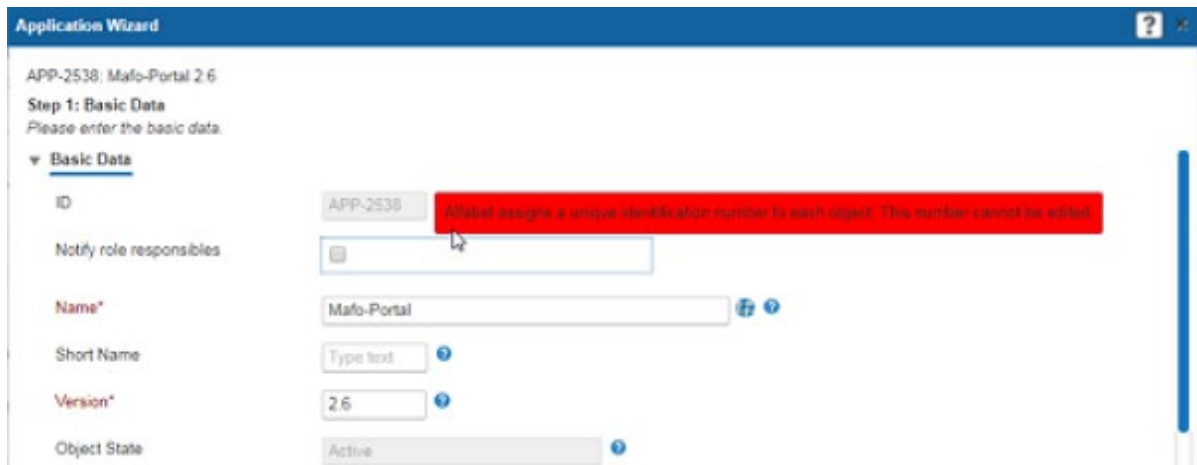 Application Wizard
?
APP-2538: Mafo-Portal 2.6
Step 1: Basic Data
Please enter the basic data.
Basic Data
ID APP-2538 Alfabet assigns a unique identification number to each object. This number cannot be edited.
Notify role responsibles
Name* Mafo-Portal ?
Short Name Type text ?
Version* 2.6 ?
Object State Active ?